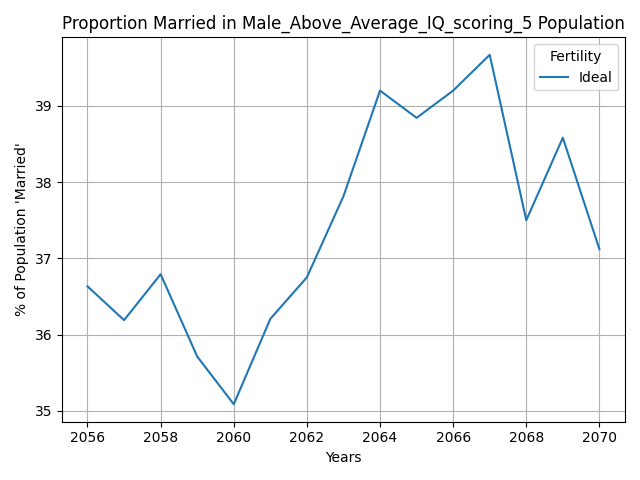 Proportion Married in Male_Above_Average_IQ_scoring_5 Population
Fertility
Ideal
% of Population 'Married'
39
38
37
36
35
2056 2058 2060 2062 2064 2066 2068 2070
Years